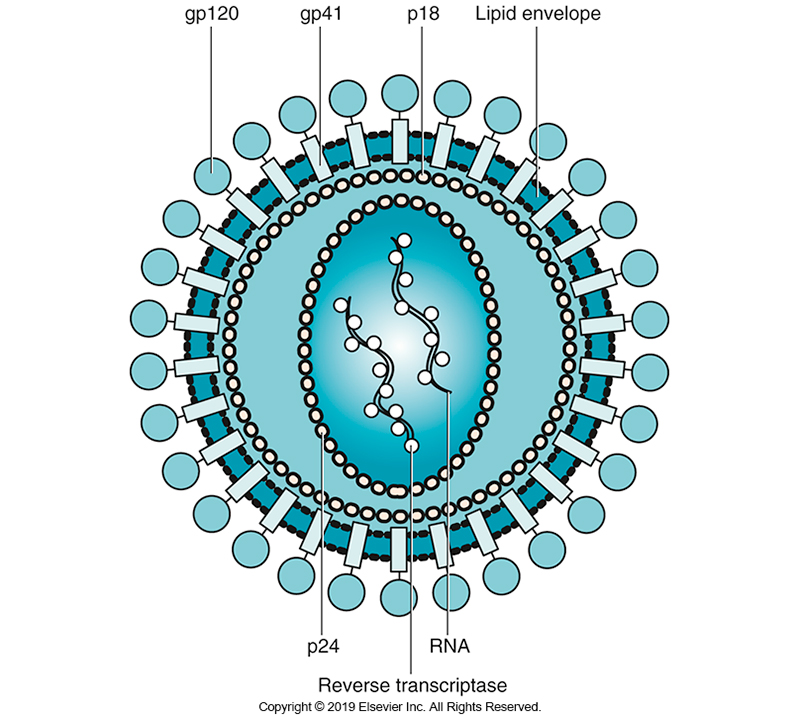 gp120 gp41 p18 Lipid envelope
p24 RNA
Reverse transcriptase
Copyright © 2019 Elsevier Inc. All Rights Reserved.